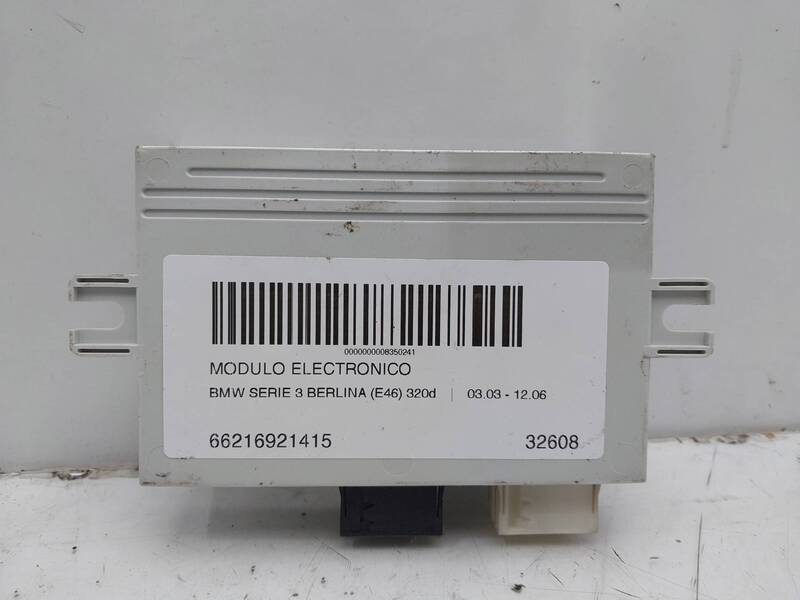 0000000008350241
MODULO ELECTRONICO
BMW SERIE 3 BERLINA (E46) 320d | 03.03 - 12.06
66216921415 32608